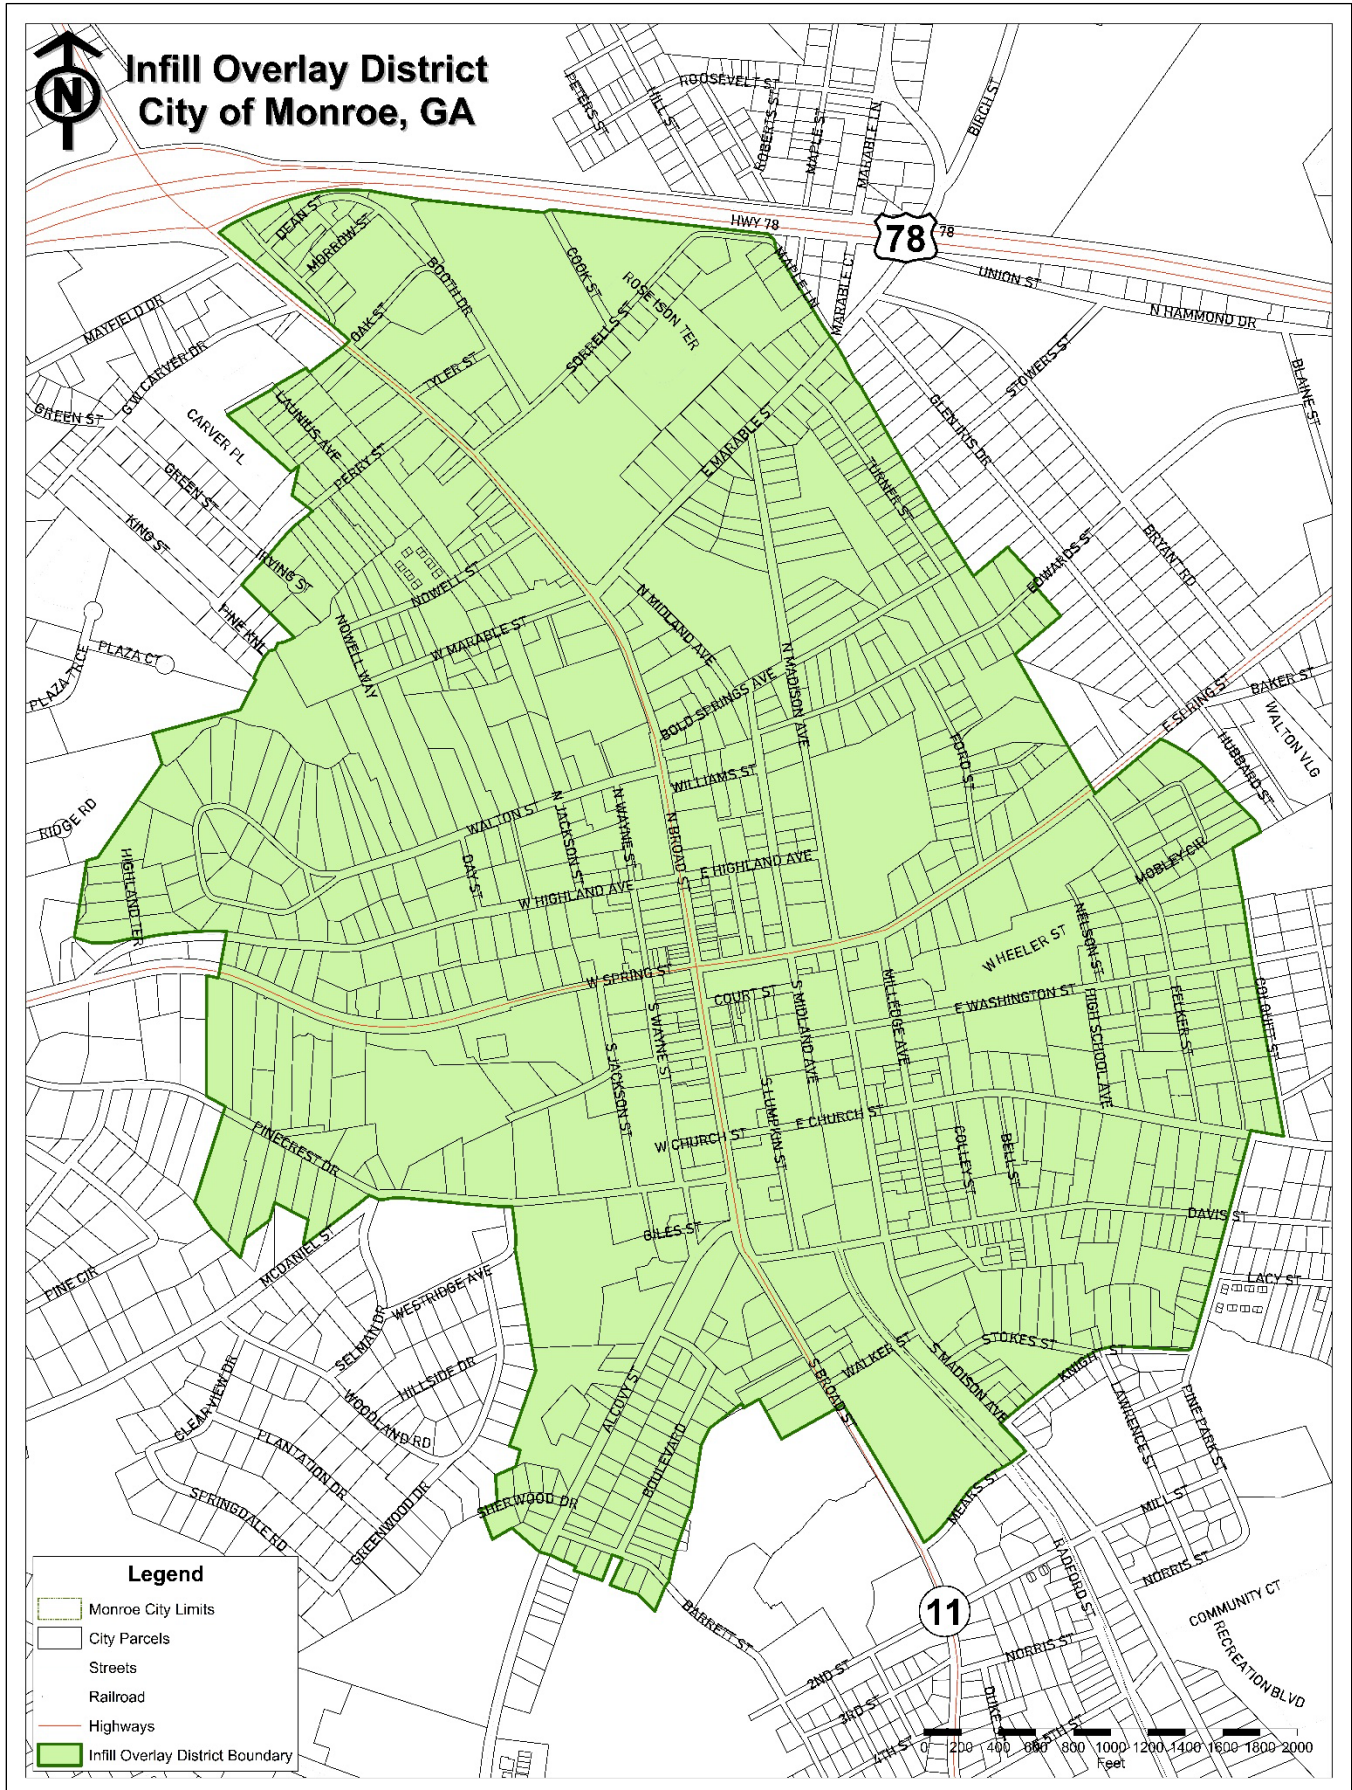 Infill Overlay District
City of Monroe, GA
N
PETERS ST
HILL ST
ROOSEVELT ST
ROBERTS ST
MAPLE ST
MARABLE LN
BIRCH ST
HWY 78
78
78
DEAN ST
MORROW ST
BOOTH DR
OAK ST
COOK ST
ROSE ISON TER
SORRELLS ST
MAPLE LN
MARABLE CT
UNION ST
N HAMMOND DR
BLAINE ST
STOWERS ST
GLEN IRIS DR
MAYFIELD DR
G W CARVER DR
GREEN ST
CARVER PL
LAUNIUS AVE
TYLER ST
PERRY ST
GREEN ST
KING ST
IRVING ST
PINE KNL
NOWELL ST
NOWELL WAY
W MARABLE ST
E MARABLE ST
TURNER ST
EDWARDS ST
BRYANT RD
N MIDLAND AVE
N MADISON AVE
BOLD SPRINGS AVE
PLAZA CT
PLAZA TRCE
E SPRING ST
BAKER ST
WALTON VLG
HUBBARD ST
FORD ST
WILLIAMS ST
RIDGE RD
WALTON ST
N JACKSON ST
N WAYNE ST
N BROAD ST
DAY ST
HIGHLAND TER
W HIGHLAND AVE
E HIGHLAND AVE
MOBLEY CIR
NELSON ST
W HEELER ST
W SPRING ST
COURT ST
S MIDLAND AVE
MILLEDGE AVE
E WASHINGTON ST
HIGH SCHOOL AVE
FELKER ST
COLQUITT ST
S WAYNE S
S JACKSON ST
S LUMPKIN ST
W CHURCH ST
E CHURCH ST
COLLEY ST
BELL ST
PINECREST DR
GILES ST
DAVIS ST
LACY ST
PINE CIR
MCDANIEL ST
WESTRIDGE AVE
SELMAN DR
HILLSIDE DR
WOODLAND RD
CLEARVIEW DR
PLANTATION DR
SPRINGDALE RD
GREENWOOD DR
SHERWOOD DR
ALCOVY ST
BOULEVARD
S BROAD ST
WALKER ST
S MADISON AVE
STOKES ST
KNIGHT ST
LAWRENCE ST
PINE PARK ST
MEARS ST
MILL ST
NORRIS ST
RADFORD ST
COMMUNITY CT
RECREATION BLVD
BARRETT ST
11
2ND ST
3RD ST
4TH ST
NORRIS ST
DUKE
5TH ST
Legend
Monroe City Limits
City Parcels
Streets
Railroad
Highways
Infill Overlay District Boundary
0 200 400 600 800 1000 1200 1400 1600 1800 2000
Feet